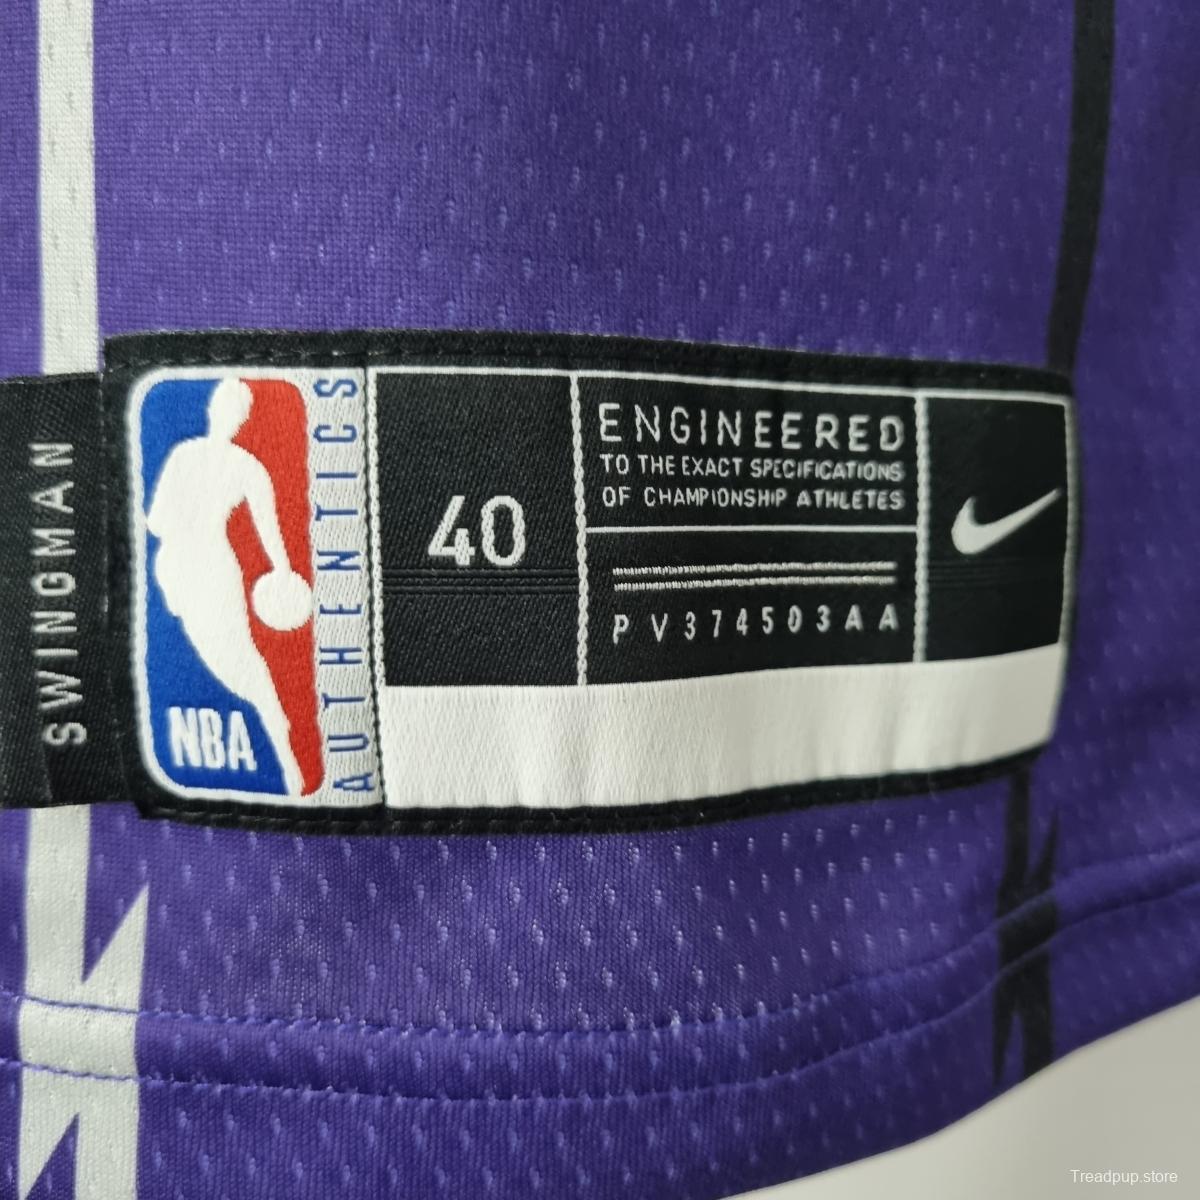 SWINGMAN
NBA
AUTHENTICS
40
ENGINEERED
TO THE EXACT SPECIFICATIONS
OF CHAMPIONSHIP ATHLETES
PV374503AA
Treadpup.store